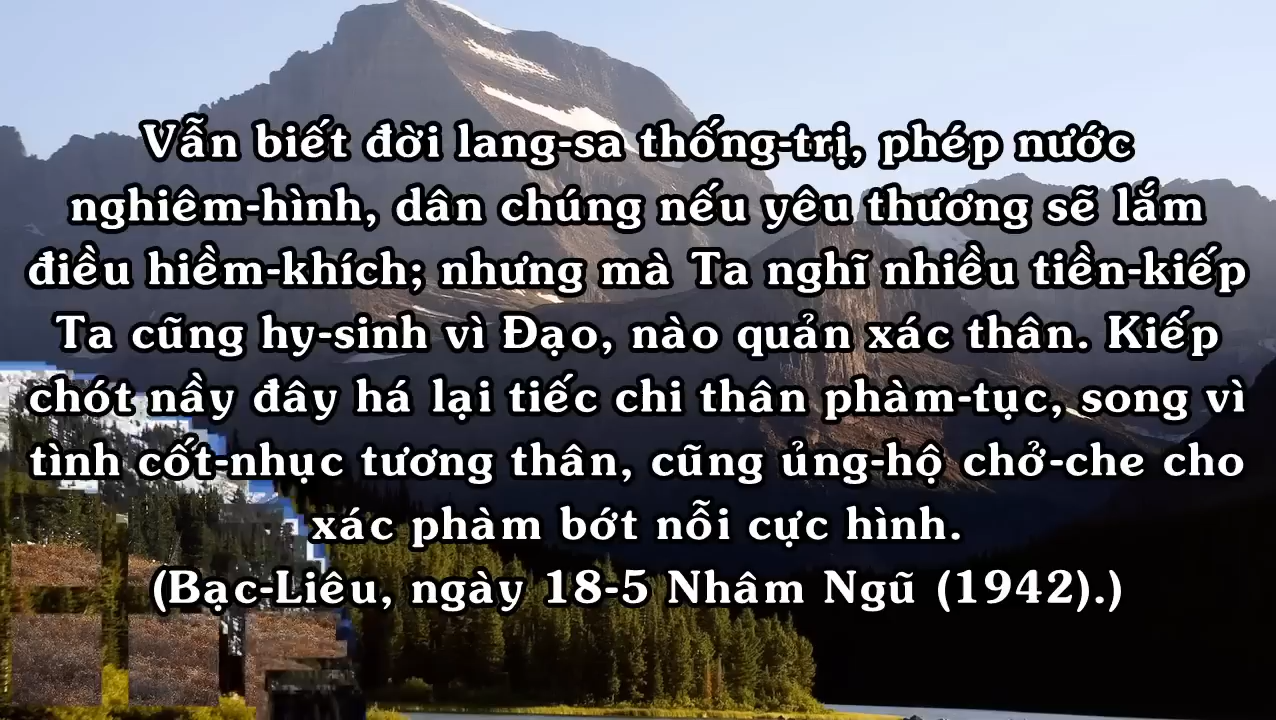 Vẫn biết đời lang-sa thống-trị, phép nước
nghiêm-hình, dân chúng nếu yêu thương sẽ lắm
điều hiềm-khích; nhưng mà Ta nghĩ nhiều tiền-kiếp
Ta cũng hy-sinh vì Đạo, nào quản xác thân. Kiếp
chót nầy đây há lại tiếc chi thân phàm-tục, song vì
tình cốt-nhục tương thân, cũng ủng-hộ chở-che cho
xác phàm bớt nỗi cực hình.
(Bạc-Liêu, ngày 18-5 Nhâm Ngũ (1942).)